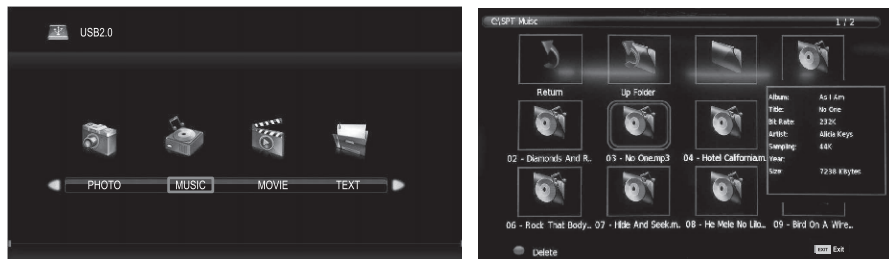 USB2.0
PHOTO MUSIC MOVIE TEXT
C:\SPT Muisc 1 / 2
Return Up Folder
Album: As I Am
Title: No One
Bit Rate: 232K
Artist: Alicia Keys
Sampling: 44K
Year:
Size: 7238 KBytes
02 - Diamonds And R.. 03 - No One.mp3 04 - Hotel California.m
06 - Rock That Body.. 07 - Hide And Seek.m.. 08 - He Mele No Lilo... 09 - Bird On A Wire...
Delete EXIT Exit